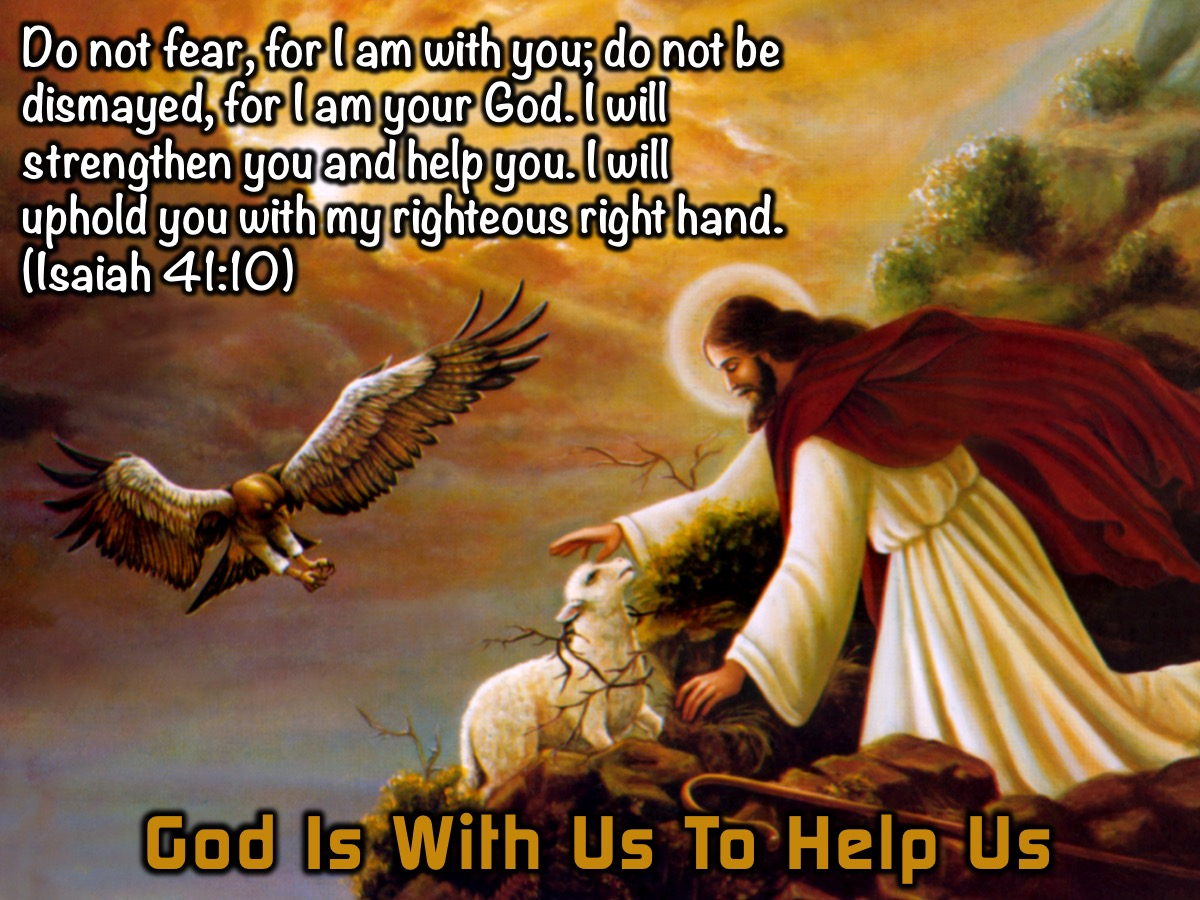 Do not fear, for I am with you; do not be
dismayed, for I am your God. I will
strengthen you and help you. I will
uphold you with my righteous right hand.
(Isaiah 41:10)
God Is With Us To Help Us